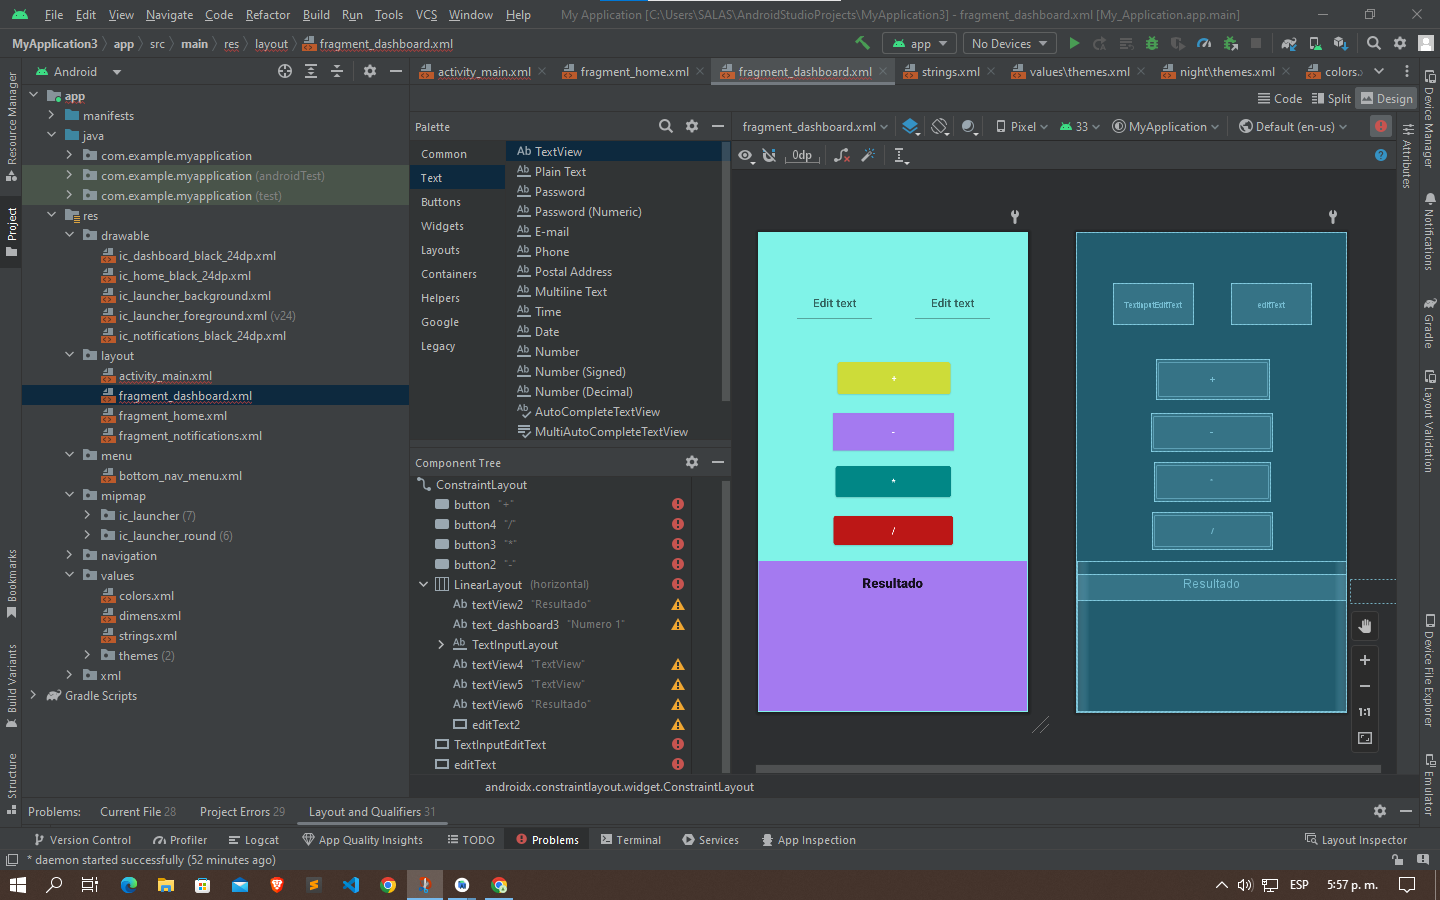 File Edit View Navigate Code Refactor Build Run Tools VCS Window Help My Application [C:\Users\SALAS\AndroidStudioProjects\MyApplication3] - fragment_dashboard.xml [My_Application.app.main]
MyApplication3 app src main res layout fragment_dashboard.xml app No Devices
Android activity_main.xml fragment_home.xml fragment_dashboard.xml strings.xml values\themes.xml night\themes.xml colors.
Code Split Design
Palette fragment_dashboard.xml Pixel 33 MyApplication Default (en-us)
0dp
Resource Manager
Project
Bookmarks
Build Variants
Structure
app
manifests
java
com.example.myapplication
com.example.myapplication (androidTest)
com.example.myapplication (test)
res
drawable
ic_dashboard_black_24dp.xml
ic_home_black_24dp.xml
ic_launcher_background.xml
ic_launcher_foreground.xml (v24)
ic_notifications_black_24dp.xml
layout
activity_main.xml
fragment_dashboard.xml
fragment_home.xml
fragment_notifications.xml
menu
bottom_nav_menu.xml
mipmap
ic_launcher (7)
ic_launcher_round (6)
navigation
values
colors.xml
dimens.xml
strings.xml
themes (2)
xml
Gradle Scripts
Common
Text
Buttons
Widgets
Layouts
Containers
Helpers
Google
Legacy
Ab TextView
Ab Plain Text
Ab Password
Ab Password (Numeric)
Ab E-mail
Ab Phone
Ab Postal Address
Ab Multiline Text
Ab Time
Ab Date
Ab Number
Ab Number (Signed)
Ab Number (Decimal)
Ab AutoCompleteTextView
MultiAutoCompleteTextView
Component Tree
ConstraintLayout
button "+"
button4 "/"
button3 "*"
button2 "-"
LinearLayout (horizontal)
Ab textView2 "Resultado"
Ab text_dashboard3 "Numero 1"
Ab TextInputLayout
Ab textView4 "TextView"
Ab textView5 "TextView"
Ab textView6 "Resultado"
editText2
TextInputEditText
editText
Edit text Edit text
+
-
*
/
Resultado
TextInputEditText editText
+
-
*
/
Resultado
1:1
Attributes
Device Manager
Notifications
Gradle
Layout Validation
Device File Explorer
Emulator
androidx.constraintlayout.widget.ConstraintLayout
Problems: Current File 28 Project Errors 29 Layout and Qualifiers 31
Version Control Profiler Logcat App Quality Insights TODO Problems Terminal Services App Inspection Layout Inspector
* daemon started successfully (52 minutes ago)
ESP 5:57 p. m.